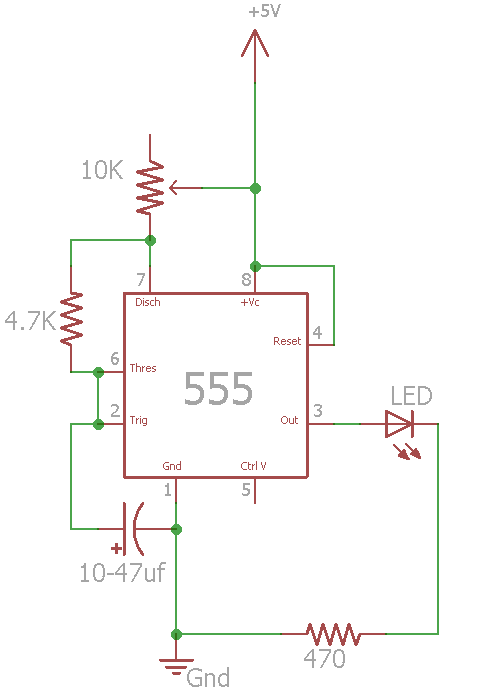 +5V
10K
7
8
Disch
+Vc
4.7K
4
Reset
6
Thres
555
LED
2
Trig
Out
3
Gnd
Ctrl V
1
5
+
10-47uf
470
Gnd